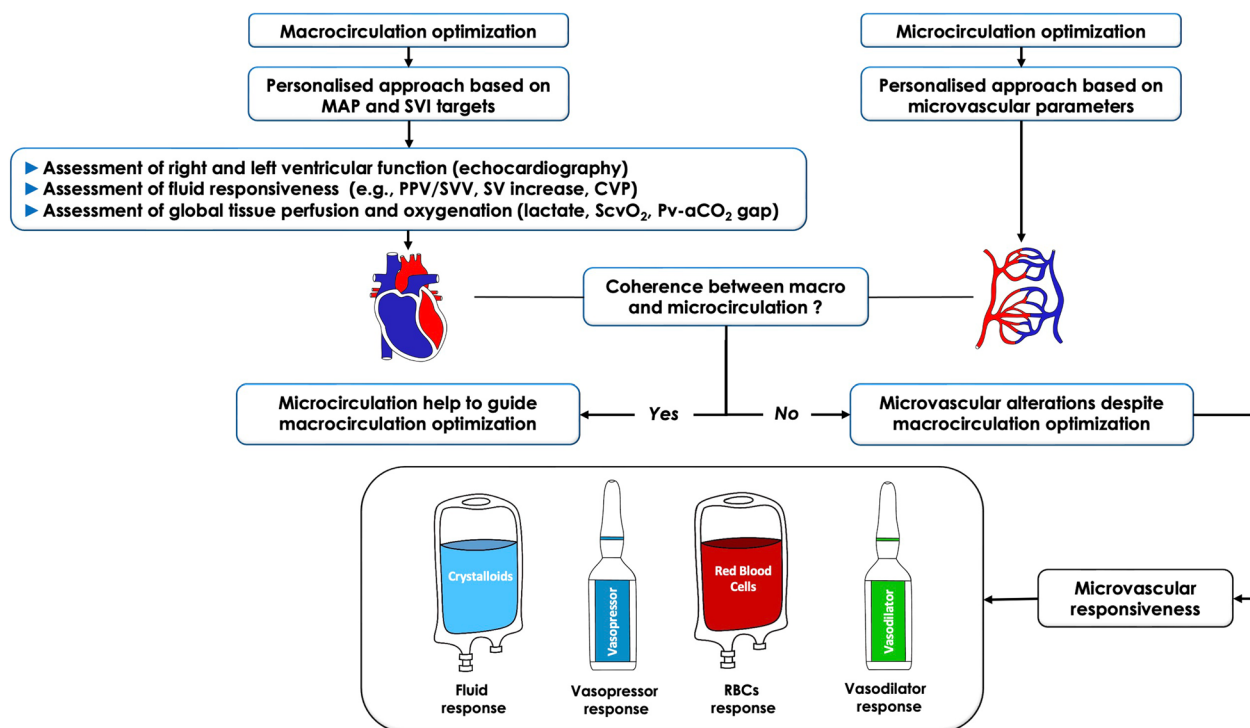 Macrocirculation optimization
Microcirculation optimization
Personalised approach based on
MAP and SVI targets
Personalised approach based on
microvascular parameters
► Assessment of right and left ventricular function (echocardiography)
► Assessment of fluid responsiveness (e.g., PPV/SVV, SV increase, CVP)
► Assessment of global tissue perfusion and oxygenation (lactate, ScvO₂, Pv-aCO₂ gap)
Coherence between macro
and microcirculation ?
Microcirculation help to guide
macrocirculation optimization
Yes
No
Microvascular alterations despite
macrocirculation optimization
Crystalloids
Vasopressor
Red Blood
Cells
Vasodilator
Microvascular
responsiveness
Fluid
response
Vasopressor
response
RBCs
response
Vasodilator
response